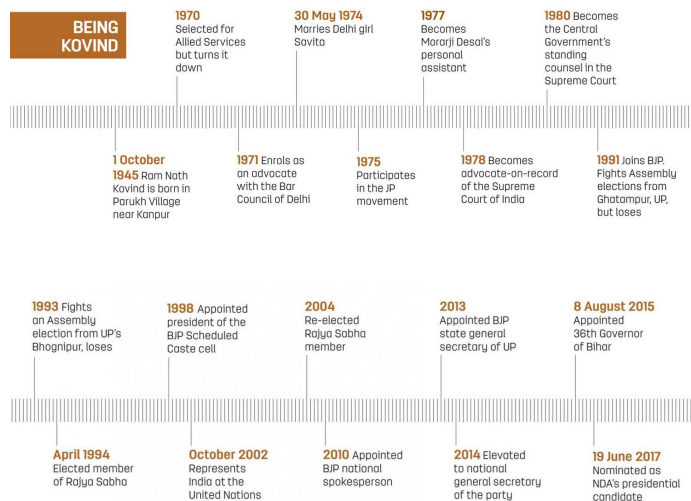 BEING
KOVIND
1 October
1945 Ram Nath
Kovind is born in
Parukh Village
near Kanpur
1970
Selected for
Allied Services
but turns it
down
1971 Enrols as
an advocate
with the Bar
Council of Delhi
30 May 1974
Marries Delhi girl
Savita
1975
Participates
in the JP
movement
1977
Becomes
Morarji Desai's
personal
assistant
1978 Becomes
advocate-on-record
of the Supreme
Court of India
1980 Becomes
the Central
Government's
standing
counsel in the
Supreme Court
1991 Joins BJP.
Fights Assembly
elections from
Ghatampur, UP,
but loses
1993 Fights
an Assembly
election from UP's
Bhognipur, loses
April 1994
Elected member
of Rajya Sabha
1998 Appointed
president of the
BJP Scheduled
Caste cell
October 2002
Represents
India at the
United Nations
2004
Re-elected
Rajya Sabha
member
2010 Appointed
BJP national
spokesperson
2013
Appointed BJP
state general
secretary of UP
2014 Elevated
to national
general secretary
of the party
8 August 2015
Appointed
36th Governor
of Bihar
19 June 2017
Nominated as
NDA's presidential
candidate